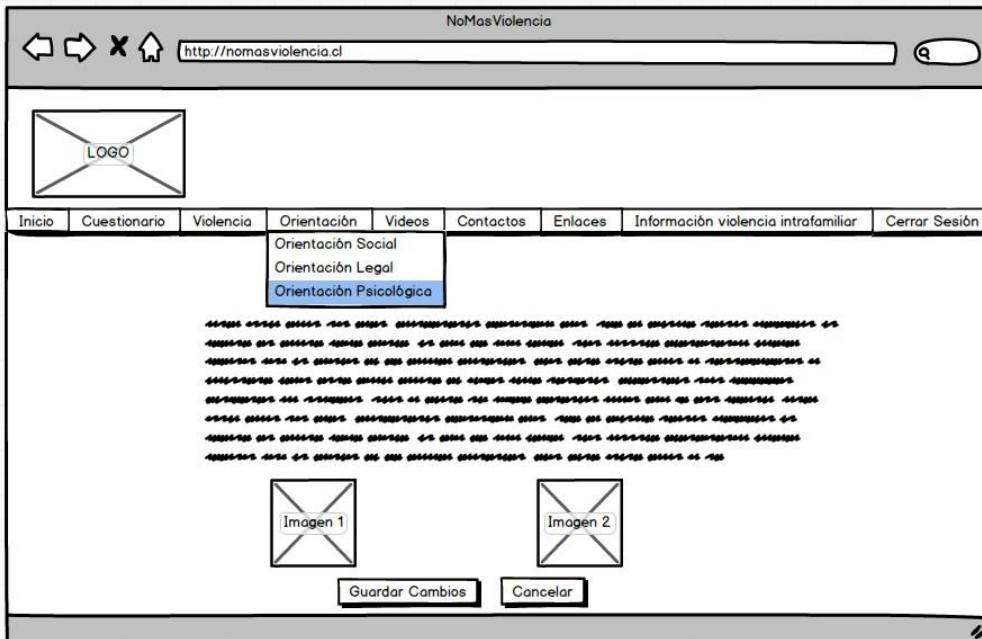 NoMasViolencia
http://nomasviolencia.cl
LOGO
Inicio Cuestionario Violencia Orientación Videos Contactos Enlaces Información violencia intrafamiliar Cerrar Sesión
Orientación Social
Orientación Legal
Orientación Psicológica
Imagen 1 Imagen 2
Guardar Cambios Cancelar